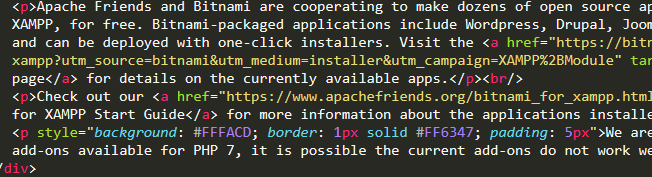 <p>Apache Friends and Bitnami are cooperating to make dozens of open source ap
XAMPP, for free. Bitnami-packaged applications include Wordpress, Drupal, Joom
and can be deployed with one-click installers. Visit the <a href="https://bitn
xampp?utm_source=bitnami&utm_medium=installer&utm_campaign=XAMPP%2BModule" tar
page</a> for details on the currently available apps.</p><br/>
<p>Check out our <a href="https://www.apachefriends.org/bitnami_for_xampp.html
for XAMPP Start Guide</a> for more information about the applications installe
<p style="background: #FFFACD; border: 1px solid #FF6347; padding: 5px">We are
add-ons available for PHP 7, it is possible the current add-ons do not work we
/div>